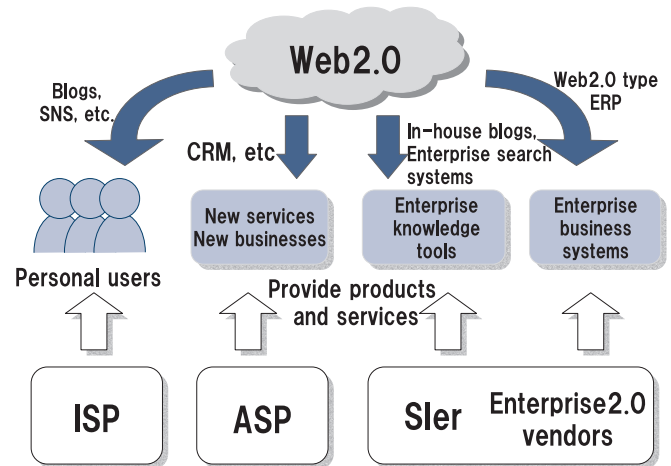 Web2.0
Blogs,
SNS, etc.
Web2.0 type
ERP
CRM, etc
In-house blogs,
Enterprise search
systems
New services
New businesses
Enterprise
knowledge
tools
Enterprise
business
systems
Personal users
Provide products
and services
ISP
ASP
SIer
Enterprise2.0
vendors